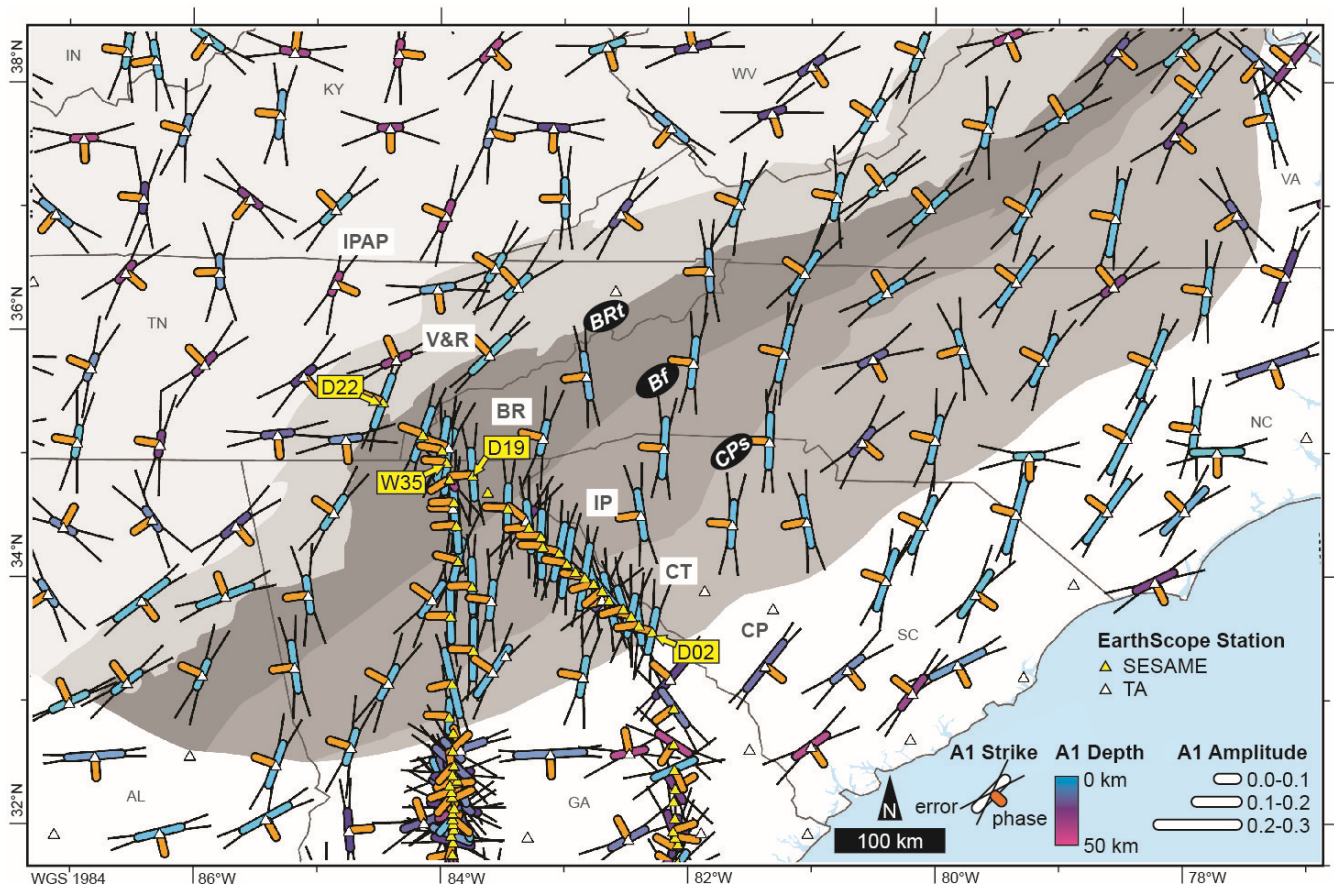 IN
KY
WV
VA
38°N
IPAP
36°N
TN
V&R
BRt
D22
Bf
BR
D19
CPs
NC
W35
IP
34°N
CT
CP
SC
D02
EarthScope Station
SESAME
TA
A1 Strike
A1 Depth
A1 Amplitude
0 km
0.0-0.1
error
0.1-0.2
phase
0.2-0.3
50 km
N
100 km
AL
GA
32°N
WGS 1984
86°W
84°W
82°W
80°W
78°W